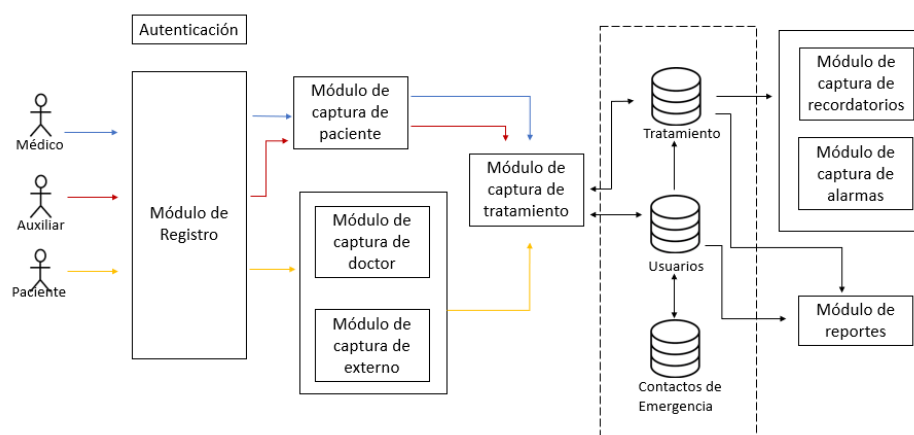 Autenticación
Médico
Auxiliar
Paciente
Módulo de
Registro
Módulo de
captura de
paciente
Módulo de
captura de
doctor
Módulo de
captura de
externo
Módulo de
captura de
tratamiento
Tratamiento
Usuarios
Contactos de
Emergencia
Módulo de
captura de
recordatorios
Módulo de
captura de
alarmas
Módulo de
reportes